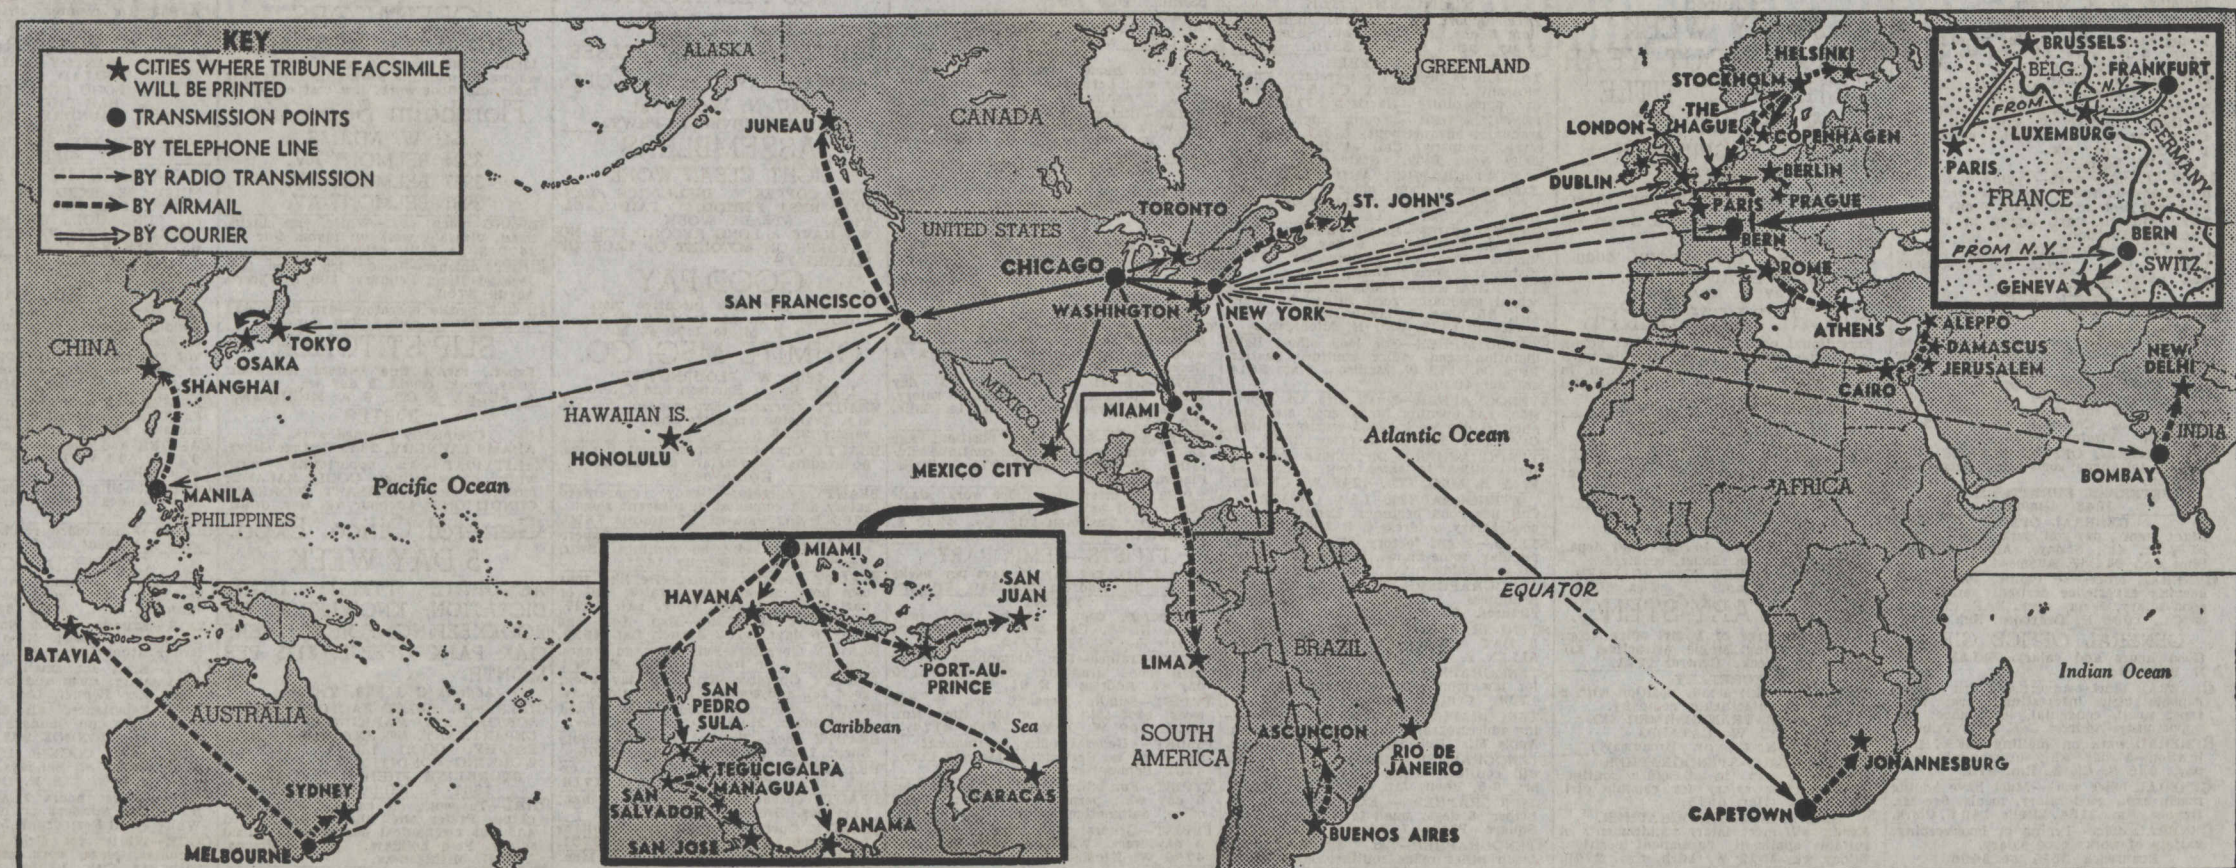 KEY
CITIES WHERE TRIBUNE FACSIMILE
WILL BE PRINTED
TRANSMISSION POINTS
BY TELEPHONE LINE
BY RADIO TRANSMISSION
BY AIRMAIL
BY COURIER
ALASKA
JUNEAU
CANADA
GREENLAND
UNITED STATES
TORONTO
ST. JOHN'S
CHICAGO
SAN FRANCISCO
WASHINGTON
NEW YORK
MEXICO
MIAMI
MEXICO CITY
HAWAIIAN IS.
HONOLULU
Pacific Ocean
Atlantic Ocean
CHINA
TOKYO
OSAKA
SHANGHAI
MANILA
PHILIPPINES
BATAVIA
AUSTRALIA
SYDNEY
MELBOURNE
MIAMI
HAVANA
SAN
JUAN
PORT-AU-
PRINCE
SAN
PEDRO
SULA
Caribbean
Sea
TEGUCIGALPA
MANAGUA
SAN
SALVADOR
SAN JOSE
PANAMA
CARACAS
LIMA
BRAZIL
SOUTH
AMERICA
ASCUNCION
RIO DE
JANEIRO
BUENOS AIRES
EQUATOR
HELSINKI
STOCKHOLM
THE
HAGUE
LONDON
COPENHAGEN
DUBLIN
BERLIN
PARIS
PRAGUE
BERN
ROME
ATHENS
ALEPPO
DAMASCUS
JERUSALEM
CAIRO
NEW
DELHI
INDIA
BOMBAY
AFRICA
Indian Ocean
JOHANNESBURG
CAPETOWN
BRUSSELS
BELG.
FRANKFURT
FROM N.Y.
LUXEMBURG
GERMANY
PARIS
FRANCE
BERN
FROM N.Y.
SWITZ.
GENEVA